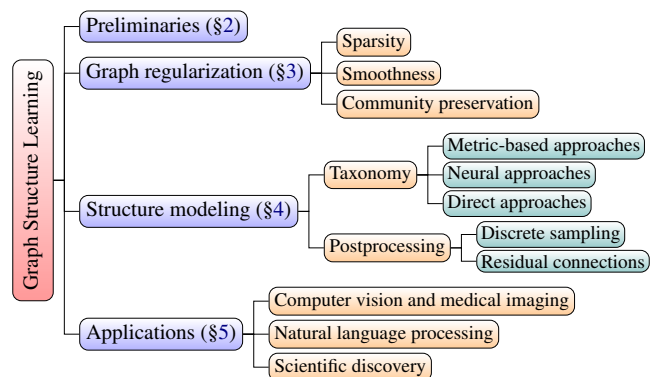 Graph Structure Learning
Preliminaries (§2)
Graph regularization (§3)
Sparsity
Smoothness
Community preservation
Structure modeling (§4)
Taxonomy
Metric-based approaches
Neural approaches
Direct approaches
Postprocessing
Discrete sampling
Residual connections
Applications (§5)
Computer vision and medical imaging
Natural language processing
Scientific discovery